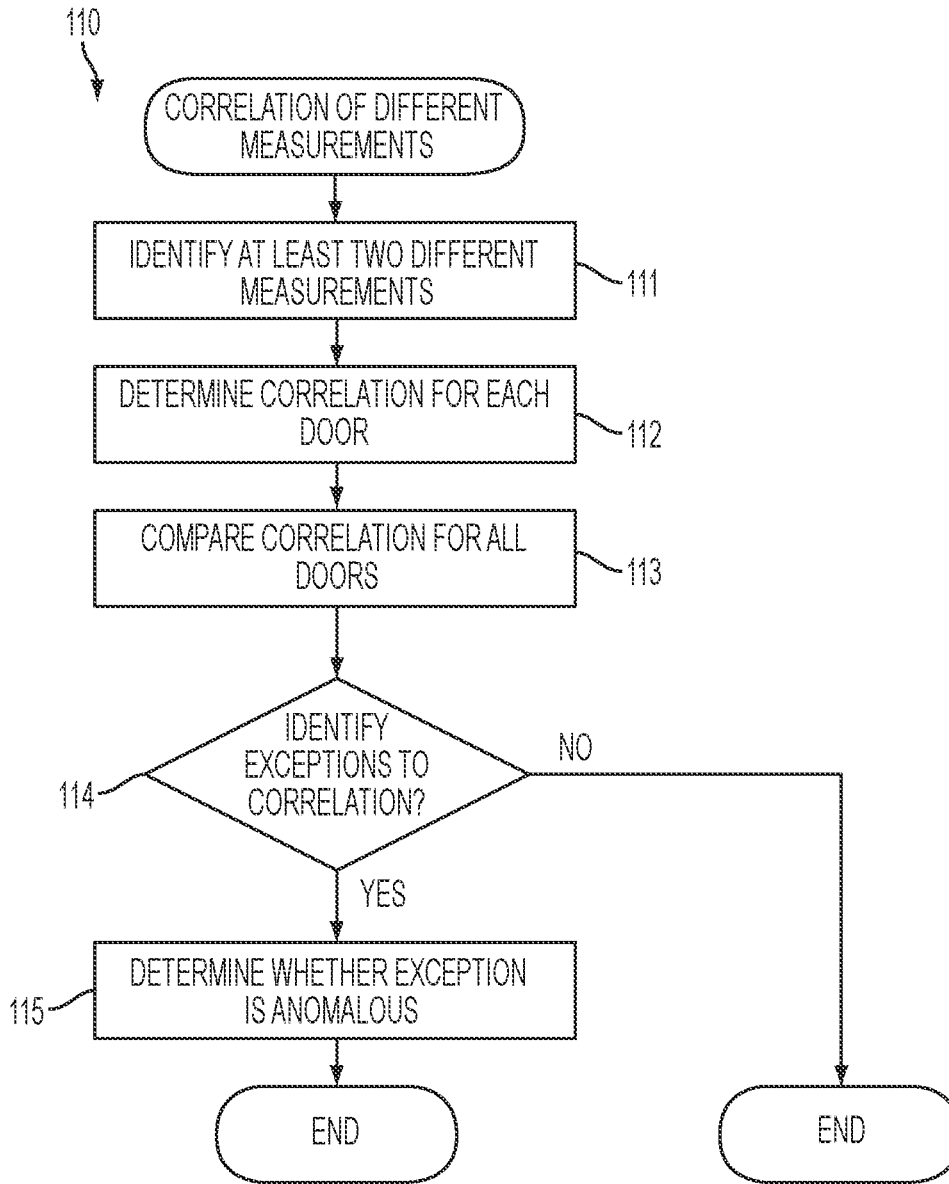 110
CORRELATION OF DIFFERENT
MEASUREMENTS
IDENTIFY AT LEAST TWO DIFFERENT
MEASUREMENTS
111
DETERMINE CORRELATION FOR EACH
DOOR
112
COMPARE CORRELATION FOR ALL
DOORS
113
IDENTIFY
EXCEPTIONS TO
CORRELATION?
114
NO
YES
DETERMINE WHETHER EXCEPTION
IS ANOMALOUS
115
END
END